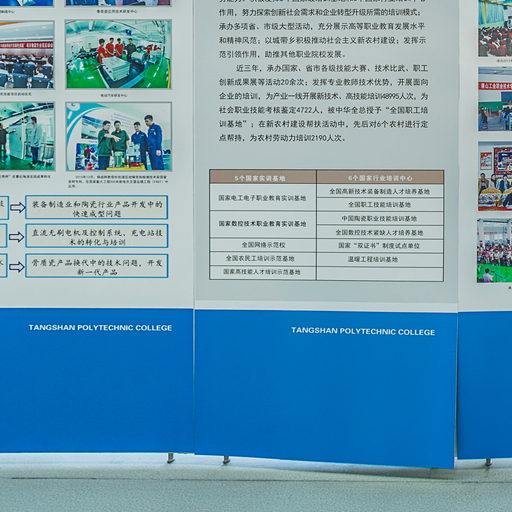 作用，努力探索创新社会需求和企业转型升级所需的培训模式，
承办多项省、市级大型活动，充分展示高等职业教育发展水平
和精神风范；以城带乡积极推动社会主义新农村建设；发挥示
范引领作用，助推其他职业院校发展。
近三年，承办国家、省市各级技能大赛、技术比武、职工
创新成果展等活动20余次；发挥专业教师技术优势，开展面向
企业的培训，为产业一线开展新技术、高技能培训48995人次，为
社会职业技能考核鉴定4722人，被中华全总授予“全国职工培
训基地”；在新农村建设帮扶活动中，先后对6个农村进行定
点帮持，为农村劳动力培训2190人次。
5个国家实训基地
6个国家行业培训中心
国家电工电子职业教育实训基地
全国高新技术装备制造人才培养基地
全国职工技能培训基地
国家数控技术职业教育实训基地
中国陶瓷职业技能培训基地
全国数控技术紧缺人才培养基地
全国网络示范校
国家“双证书”制度试点单位
全国农民工培训示范基地
温暖工程培训基地
国家高技能人才培训示范基地
装备制造业和陶瓷行业产品开发中的
快速成型问题
直流无刷电机及控制系统、充电站技
术的转化与培训
骨质瓷产品换代中的技术问题，开发
新一代产品
TANGSHAN POLYTECHNIC COLLEGE
TANGSHAN POLYTECHNIC COLLEGE